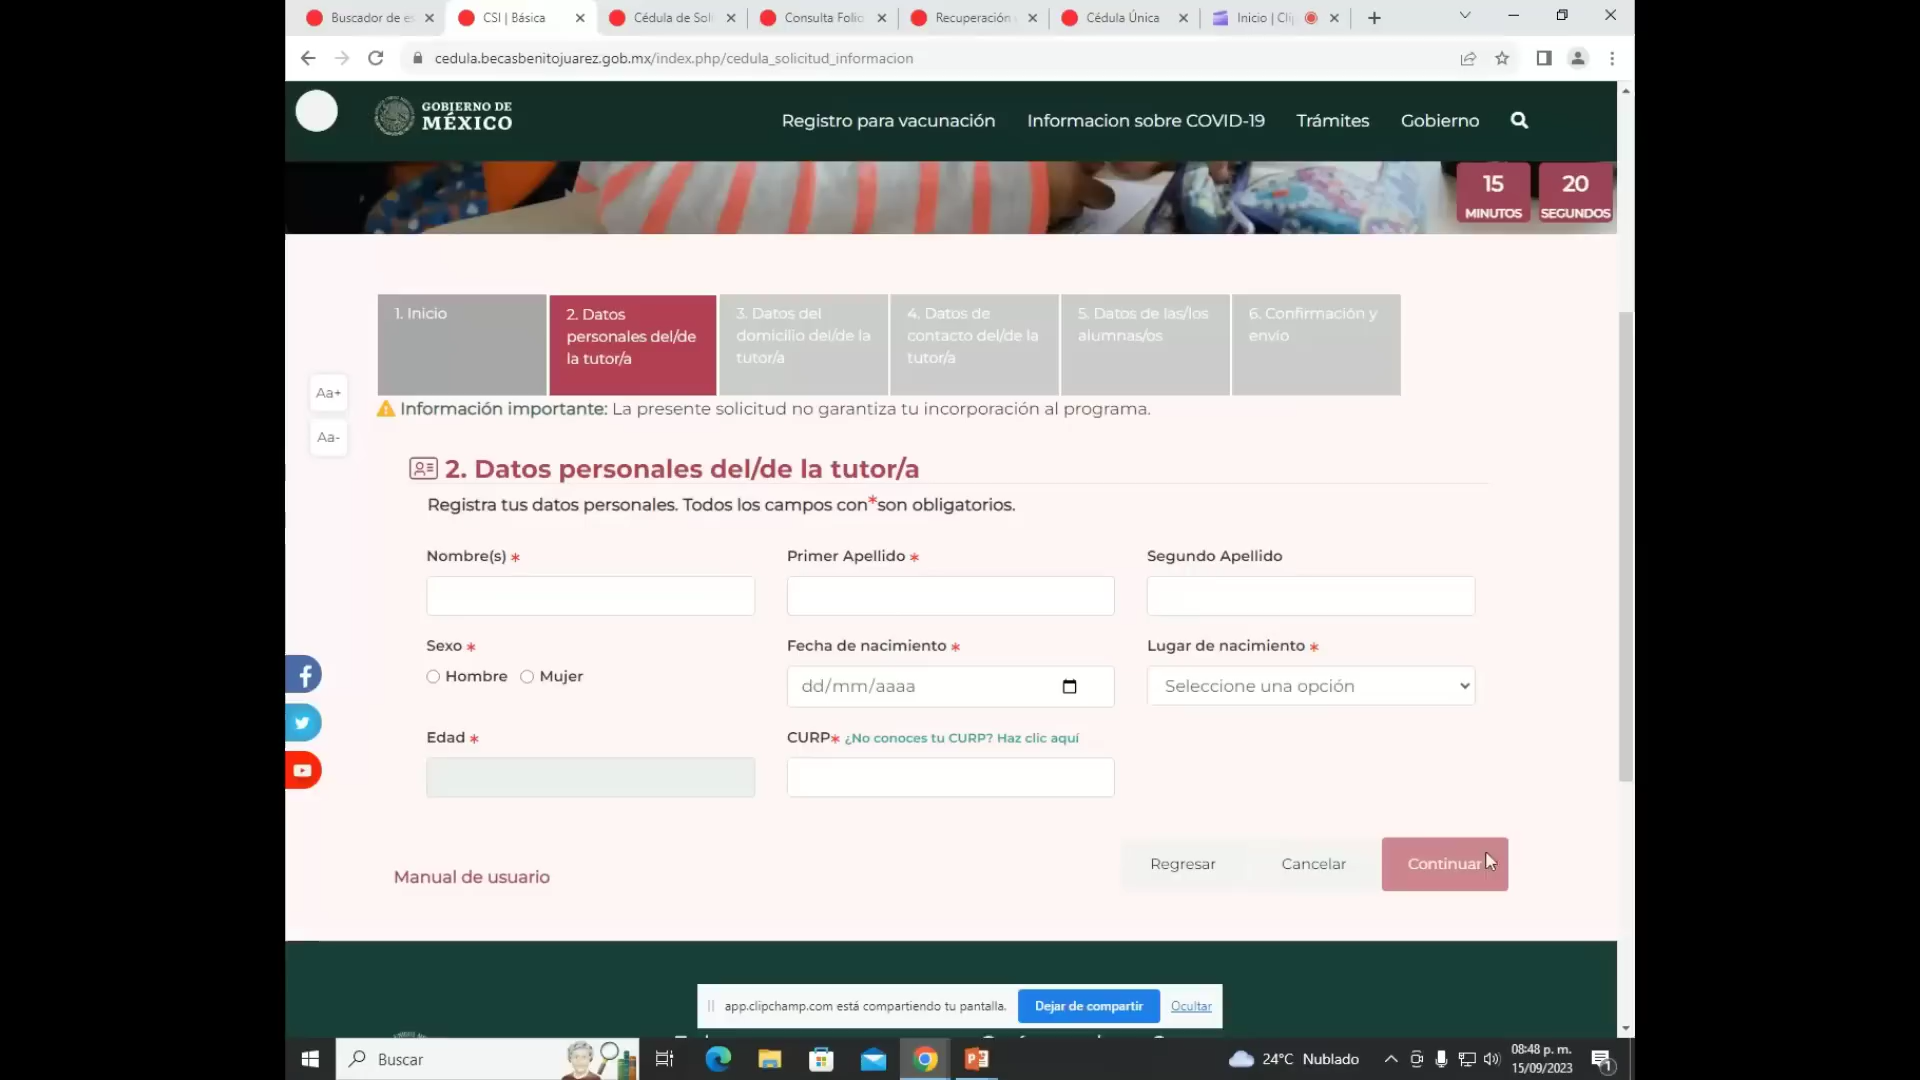 Buscador de es
CSI | Básica
Cédula de Soli
Consulta Folio
Recuperación
Cédula Única
Inicio | Cli
cedula.becasbenitojuarez.gob.mx/index.php/cedula_solicitud_informacion
GOBIERNO DE
MÉXICO
Registro para vacunación
Informacion sobre COVID-19
Trámites
Gobierno
15
MINUTOS
20
SEGUNDOS
1. Inicio
2. Datos
personales del/de
la tutor/a
3. Datos del
domicilio del/de la
tutor/a
4. Datos de
contacto del/de la
tutor/a
5. Datos de las/los
alumnas/os
6. Confirmación y
envío
Aa+
Aa-
Información importante: La presente solicitud no garantiza tu incorporación al programa.
2. Datos personales del/de la tutor/a
Registra tus datos personales. Todos los campos con*son obligatorios.
Nombre(s) *
Primer Apellido *
Segundo Apellido
Sexo *
Hombre
Mujer
Fecha de nacimiento *
dd/mm/aaaa
Lugar de nacimiento *
Seleccione una opción
Edad *
CURP* ¿No conoces tu CURP? Haz clic aquí
Manual de usuario
Regresar
Cancelar
Continuar
app.clipchamp.com está compartiendo tu pantalla.
Dejar de compartir
Ocultar
Buscar
24°C Nublado
08:48 p. m.
15/09/2023
1